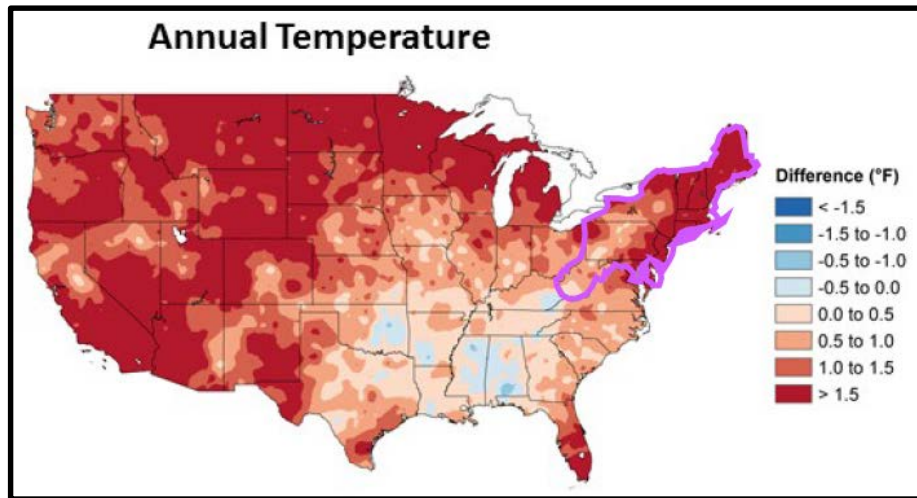 Annual Temperature
Difference (°F)
< -1.5
-1.5 to -1.0
-0.5 to -1.0
-0.5 to 0.0
0.0 to 0.5
0.5 to 1.0
1.0 to 1.5
> 1.5